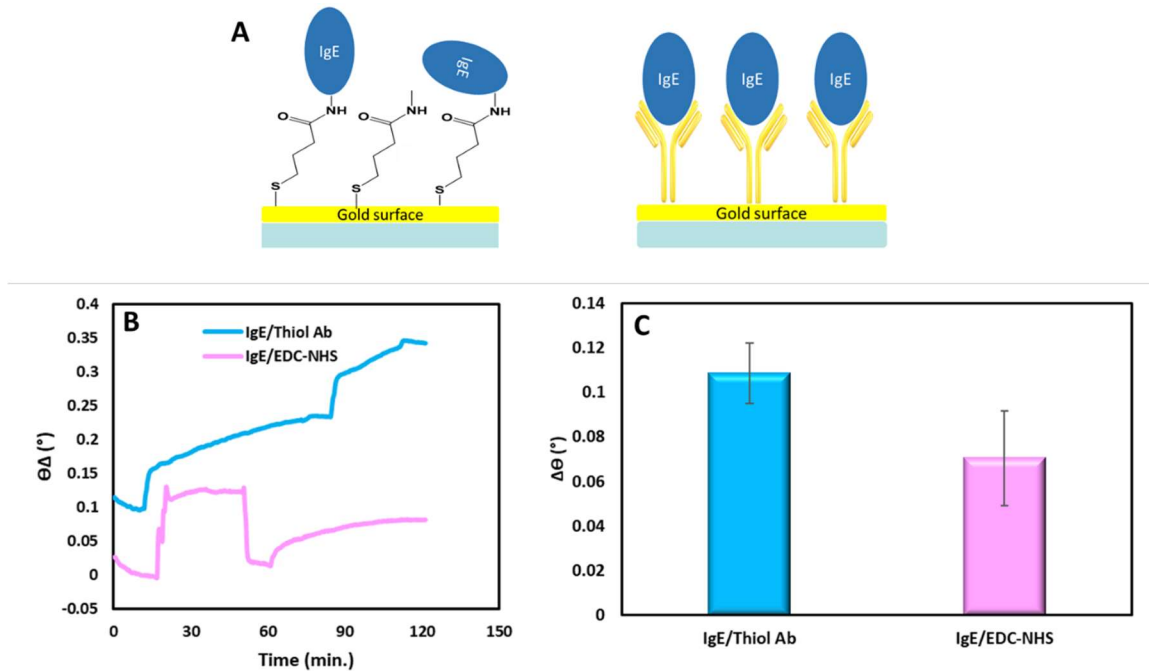 A
IgE
IgE
NH
NH
NH
O
O
O
S
S
S
Gold surface
IgE
IgE
IgE
Gold surface
B
IgE/Thiol Ab
IgE/EDC-NHS
0.4
0.35
0.3
0.25
0.2
0.15
0.1
0.05
0
-0.05
ΘΔ (°)
0
30
60
90
120
150
Time (min.)
C
0.14
0.12
0.1
0.08
0.06
0.04
0.02
0
ΔΘ (°)
IgE/Thiol Ab
IgE/EDC-NHS